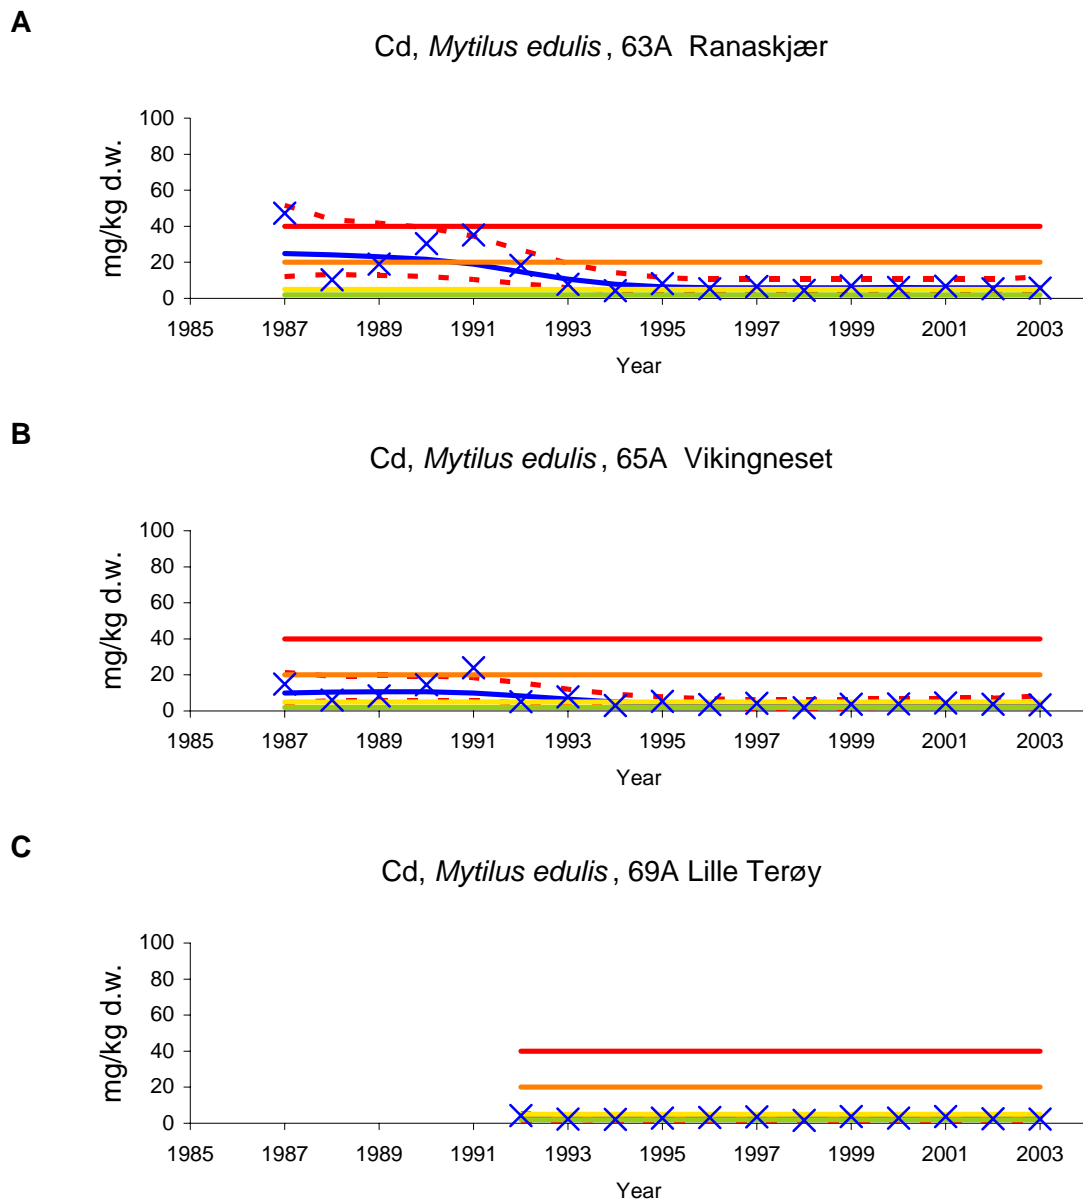 A
Cd, Mytilus edulis, 63A Ranaskjær
mg/kg d.w.
100
80
60
40
20
0
1985 1987 1989 1991 1993 1995 1997 1999 2001 2003
Year
B
Cd, Mytilus edulis, 65A Vikingneset
mg/kg d.w.
100
80
60
40
20
0
1985 1987 1989 1991 1993 1995 1997 1999 2001 2003
Year
C
Cd, Mytilus edulis, 69A Lille Terøy
mg/kg d.w.
100
80
60
40
20
0
1985 1987 1989 1991 1993 1995 1997 1999 2001 2003
Year